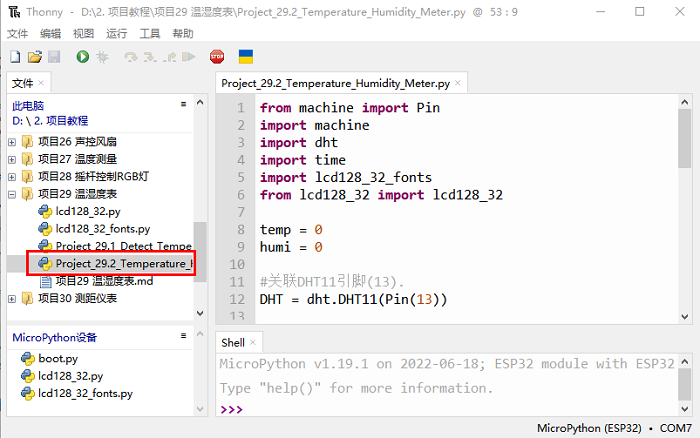 Thonny - D:\2. 项目教程\项目29 温湿度表\Project_29.2_Temperature_Humidity_Meter.py @ 53 : 9
文件 编辑 视图 运行 工具 帮助
STOP
文件
此电脑
D: \ 2. 项目教程
项目26 声控风扇
项目27 温度测量
项目28 摇杆控制RGB灯
项目29 温湿度表
lcd128_32.py
lcd128_32_fonts.py
Project_29.1_Detect_Tempe
Project_29.2_Temperature_H
项目29 温湿度表.md
项目30 测距仪表
MicroPython设备
boot.py
lcd128_32.py
lcd128_32_fonts.py
Project_29.2_Temperature_Humidity_Meter.py
1 from machine import Pin
2 import machine
3 import dht
4 import time
5 import lcd128_32_fonts
6 from lcd128_32 import lcd128_32
7
8 temp = 0
9 humi = 0
10
11 #关联DHT11引脚(13).
12 DHT = dht.DHT11(Pin(13))
13
Shell
MicroPython v1.19.1 on 2022-06-18; ESP32 module with ESP32
Type "help()" for more information.
>>>
MicroPython (ESP32) • COM7